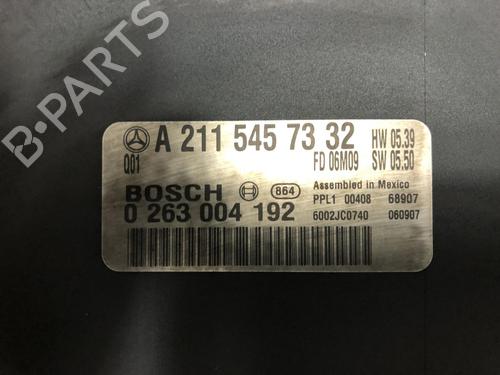 A 211 545 73 32 HW 05.39
Q01 FD 06M09 SW 05.50
BOSCH 864 Assembled in Mexico
0 263 004 192 PPL1 00408 68907
6002JC0740 060907
B-PARTS